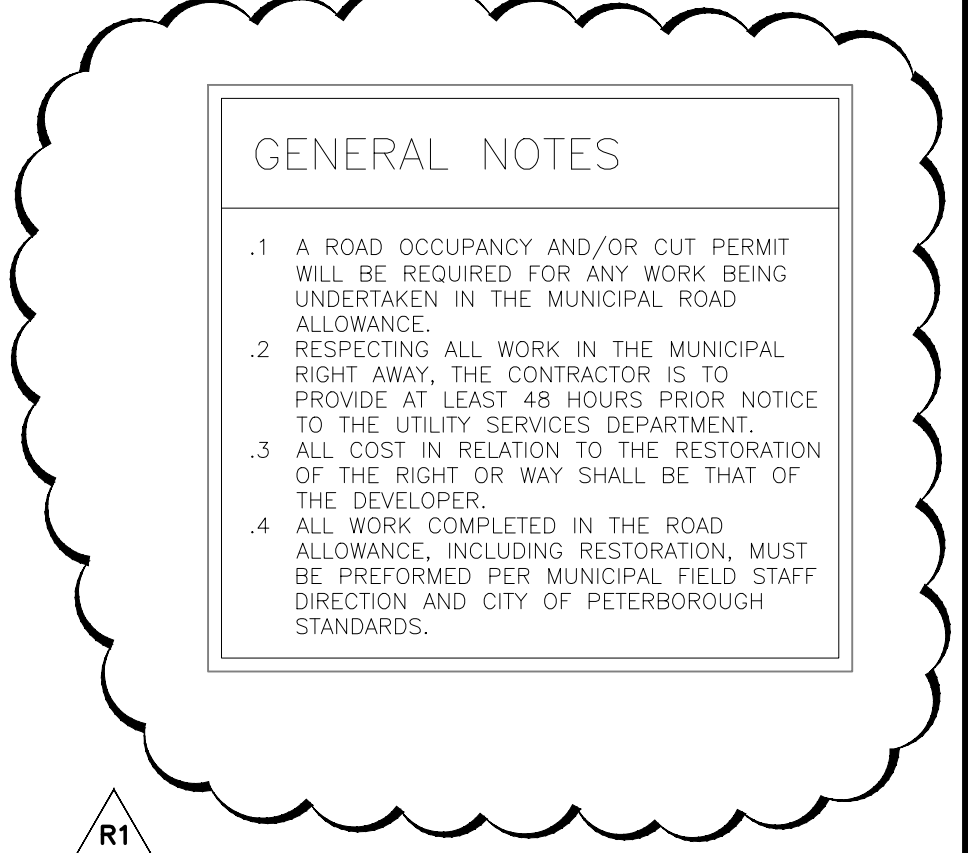 GENERAL NOTES
.1 A ROAD OCCUPANCY AND/OR CUT PERMIT
WILL BE REQUIRED FOR ANY WORK BEING
UNDERTAKEN IN THE MUNICIPAL ROAD
ALLOWANCE.
.2 RESPECTING ALL WORK IN THE MUNICIPAL
RIGHT AWAY, THE CONTRACTOR IS TO
PROVIDE AT LEAST 48 HOURS PRIOR NOTICE
TO THE UTILITY SERVICES DEPARTMENT.
.3 ALL COST IN RELATION TO THE RESTORATION
OF THE RIGHT OR WAY SHALL BE THAT OF
THE DEVELOPER.
.4 ALL WORK COMPLETED IN THE ROAD
ALLOWANCE, INCLUDING RESTORATION, MUST
BE PREFORMED PER MUNICIPAL FIELD STAFF
DIRECTION AND CITY OF PETERBOROUGH
STANDARDS.
R1